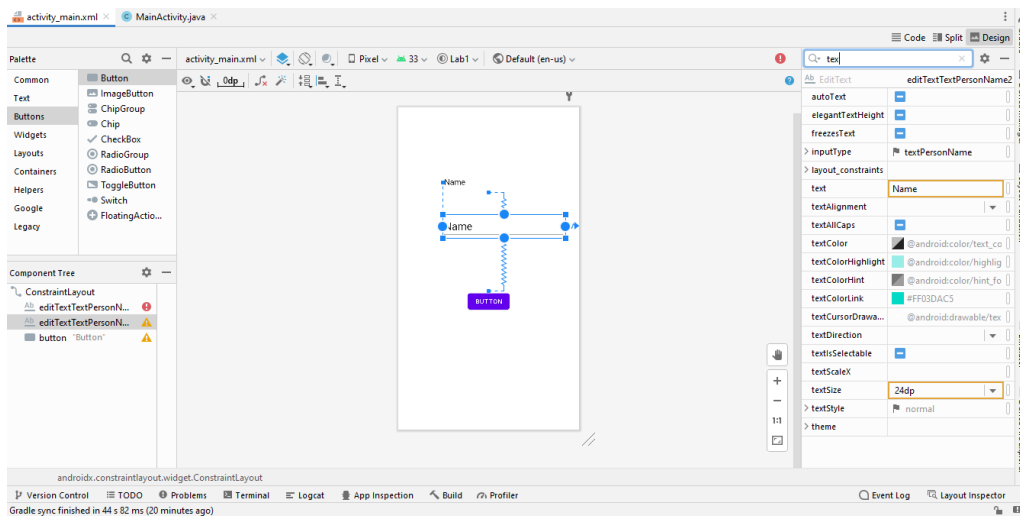 activity_main.xml × MainActivity.java ×
Code Split Design
Palette
activity_main.xml Pixel 33 Lab1 Default (en-us)
tex ×
0dp
Ab EditText editTextTextPersonName2
Common
Text
Buttons
Widgets
Layouts
Containers
Helpers
Google
Legacy
Button
ImageButton
ChipGroup
Chip
CheckBox
RadioGroup
RadioButton
ToggleButton
Switch
FloatingActio...
Component Tree
ConstraintLayout
Ab editTextTextPersonN...
Ab editTextTextPersonN...
button "Button"
Name
Name
BUTTON
1:1
autoText
elegantTextHeight
freezesText
inputType textPersonName
layout_constraints
text Name
textAlignment
textAllCaps
textColor @android:color/text_co
textColorHighlight @android:color/highlig
textColorHint @android:color/hint_fo
textColorLink #FF03DAC5
textCursorDrawa... @android:drawable/tex
textDirection
textIsSelectable
textScaleX
textSize 24dp
textStyle normal
theme
androidx.constraintlayout.widget.ConstraintLayout
Version Control TODO Problems Terminal Logcat App Inspection Build Profiler Event Log Layout Inspector
Gradle sync finished in 44 s 82 ms (20 minutes ago)